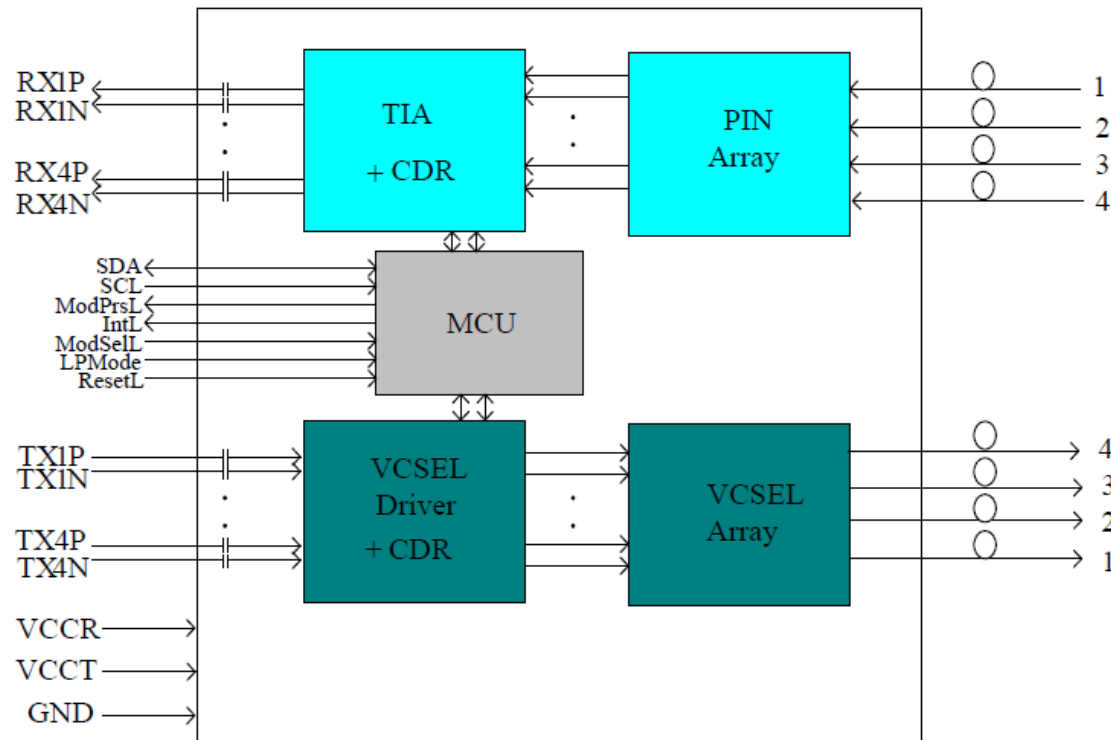 RX1P
RX1N
RX4P
RX4N
TIA
+ CDR
PIN
Array
1
2
3
4
SDA
SCL
ModPrsL
IntL
ModSelL
LPMode
ResetL
MCU
TX1P
TX1N
TX4P
TX4N
VCSEL
Driver
+ CDR
VCSEL
Array
4
3
2
1
VCCR
VCCT
GND